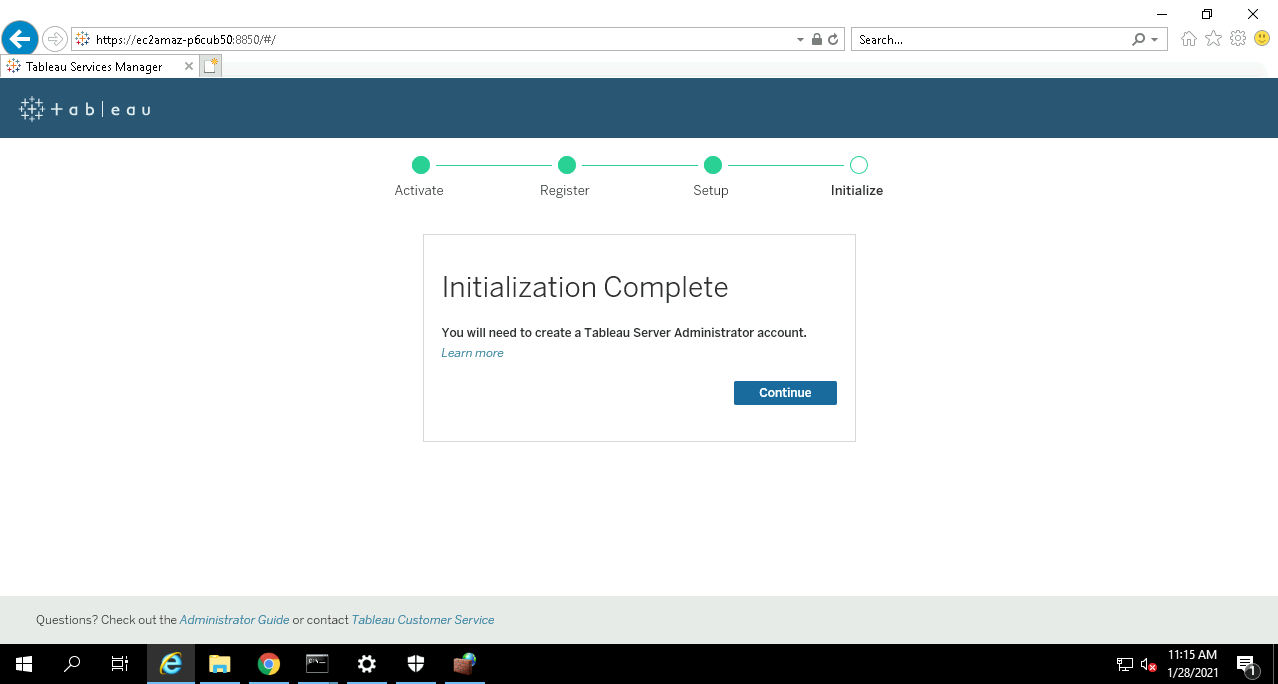 https://ec2amaz-p6cub50:8850/#/
Search...
Tableau Services Manager
+ableau
Activate
Register
Setup
Initialize
Initialization Complete
You will need to create a Tableau Server Administrator account.
Learn more
Continue
Questions? Check out the Administrator Guide or contact Tableau Customer Service
11:15 AM
1/28/2021
1